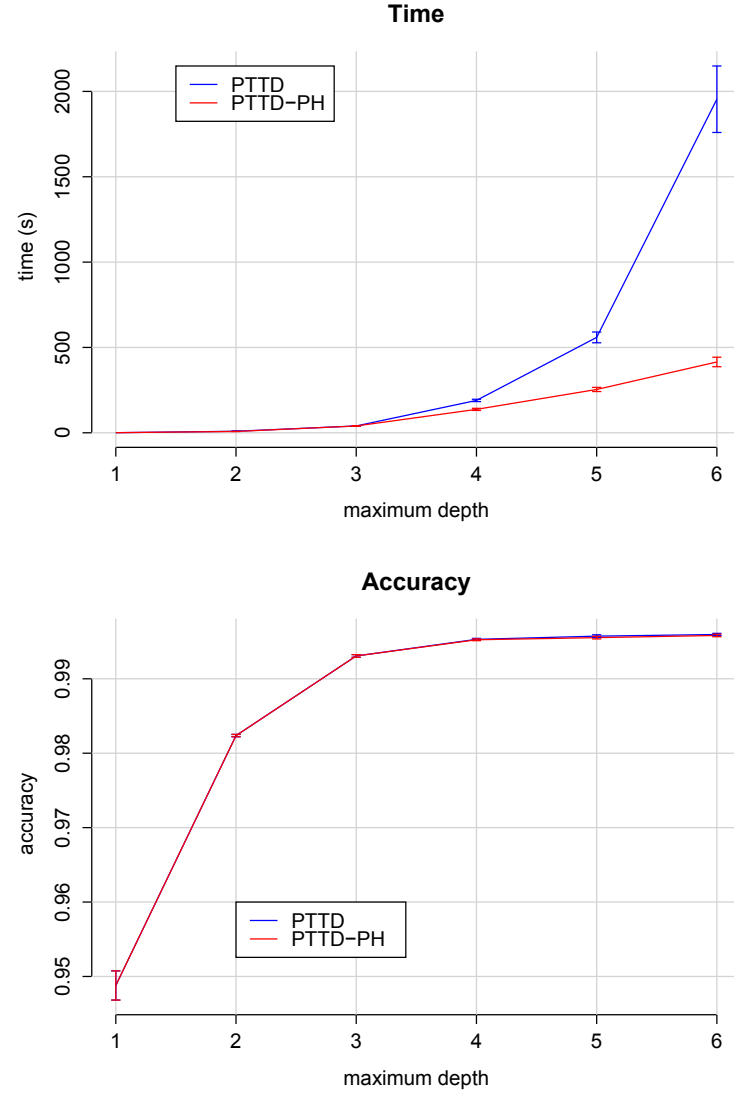 Time
PTTD
PTTD−PH
time (s)
2000
1500
1000
500
0
1 2 3 4 5 6
maximum depth
Accuracy
accuracy
0.99
0.98
0.97
0.96
0.95
PTTD
PTTD−PH
1 2 3 4 5 6
maximum depth